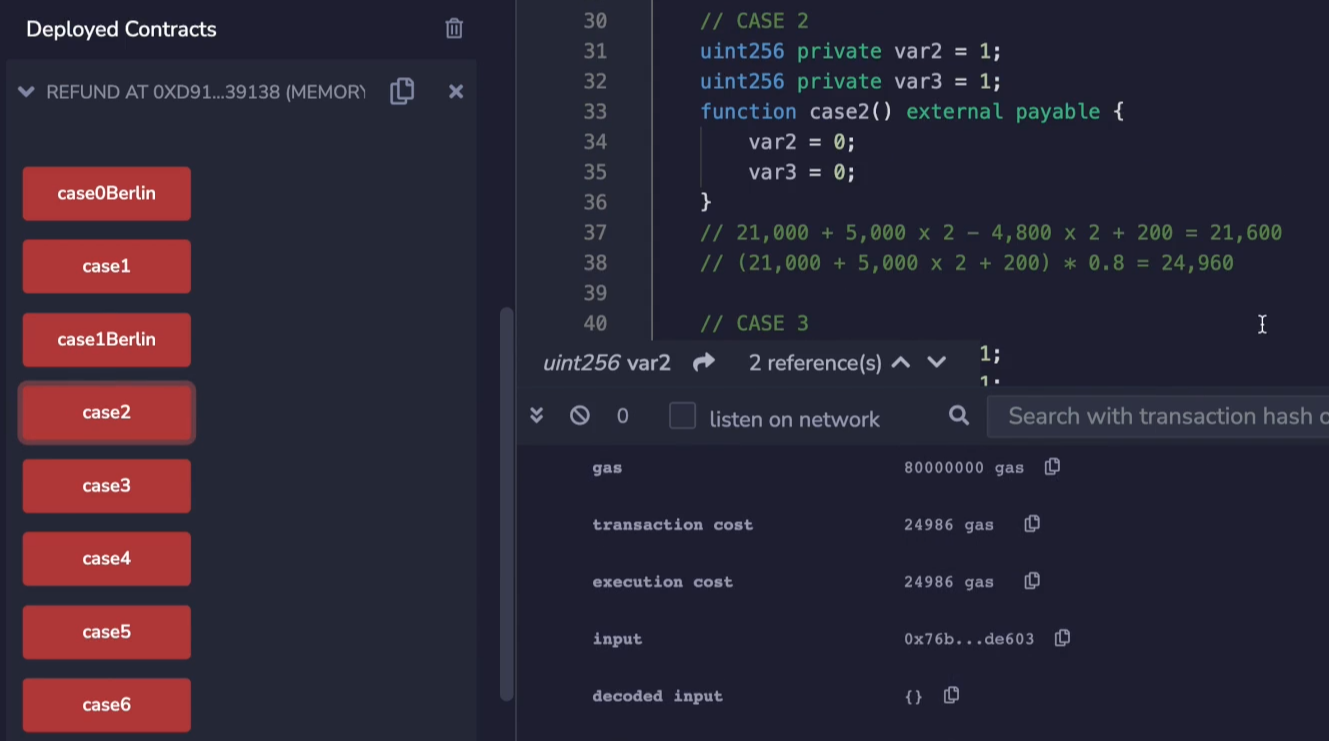 Deployed Contracts
REFUND AT 0XD91...39138 (MEMORY
case0Berlin
case1
case1Berlin
case2
case3
case4
case5
case6
30 // CASE 2
31 uint256 private var2 = 1;
32 uint256 private var3 = 1;
33 function case2() external payable {
34 var2 = 0;
35 var3 = 0;
36 }
37 // 21,000 + 5,000 x 2 - 4,800 x 2 + 200 = 21,600
38 // (21,000 + 5,000 x 2 + 200) * 0.8 = 24,960
39
40 // CASE 3
1;
1;
uint256 var2 2 reference(s)
0 listen on network Search with transaction hash
gas 80000000 gas
transaction cost 24986 gas
execution cost 24986 gas
input 0x76b...de603
decoded input {}